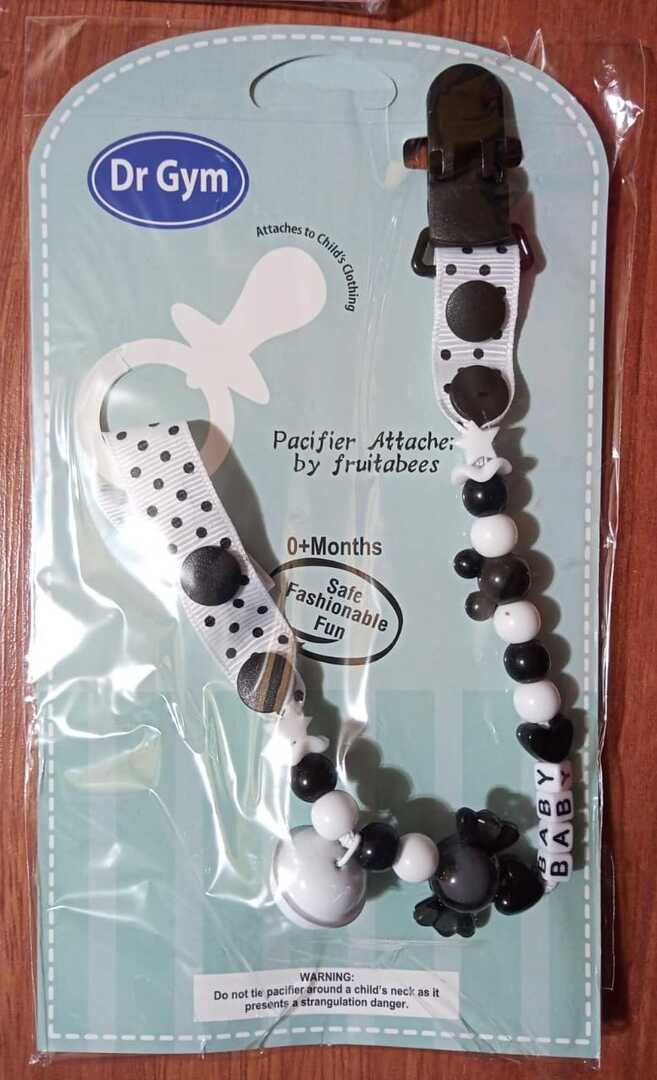 Dr Gym
Attaches to Child's Clothing
Pacifier Attache:
by fruitabees
0+Months
Safe
Fashionable
Fun
BABY
BABY
WARNING:
Do not tie pacifier around a child's neck as it
presents a strangulation danger.